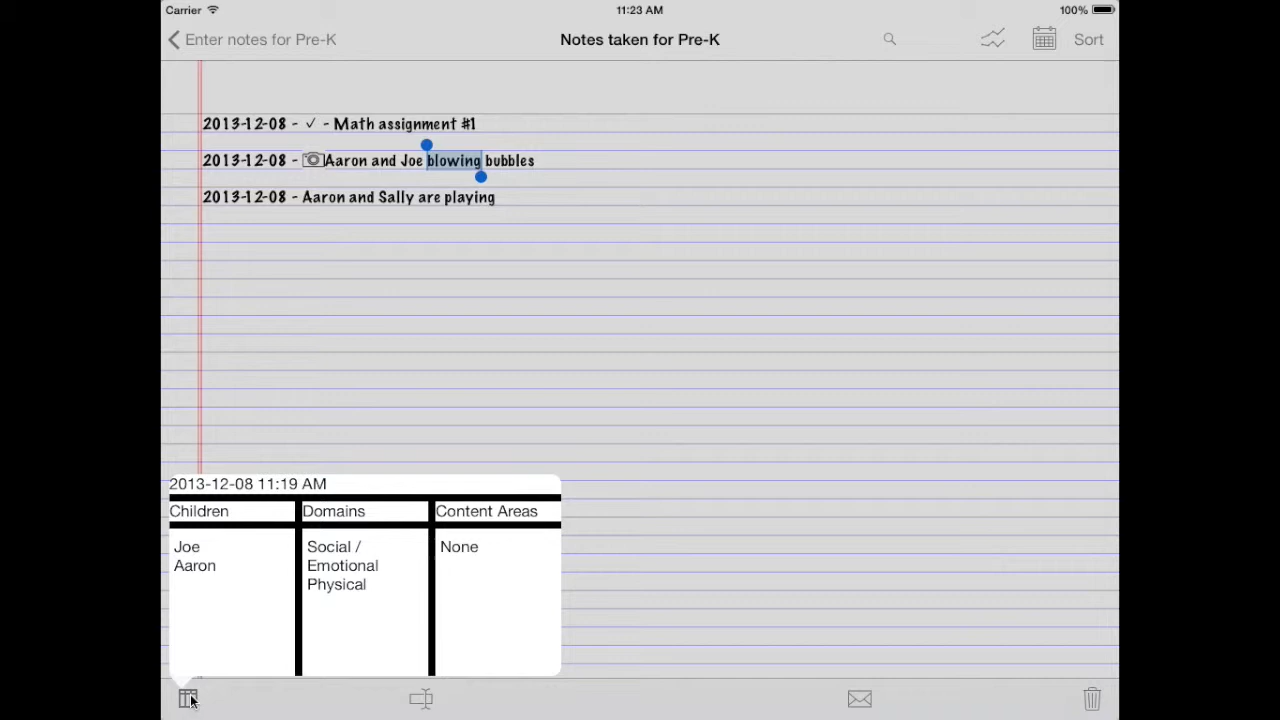 Carrier 11:23 AM 100%
Enter notes for Pre-K Notes taken for Pre-K Sort
2013-12-08 - ✓ - Math assignment #1
2013-12-08 - Aaron and Joe blowing bubbles
2013-12-08 - Aaron and Sally are playing
2013-12-08 11:19 AM
Children Domains Content Areas
Joe Social / None
Aaron Emotional
Physical